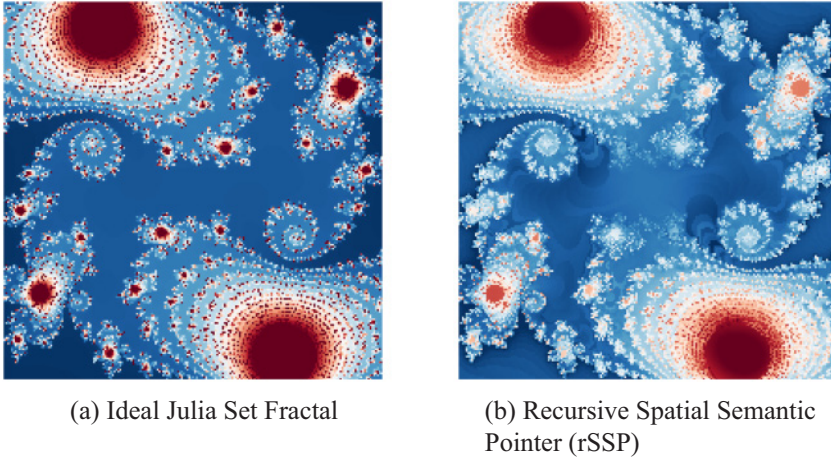 (a) Ideal Julia Set Fractal
(b) Recursive Spatial Semantic
Pointer (rSSP)